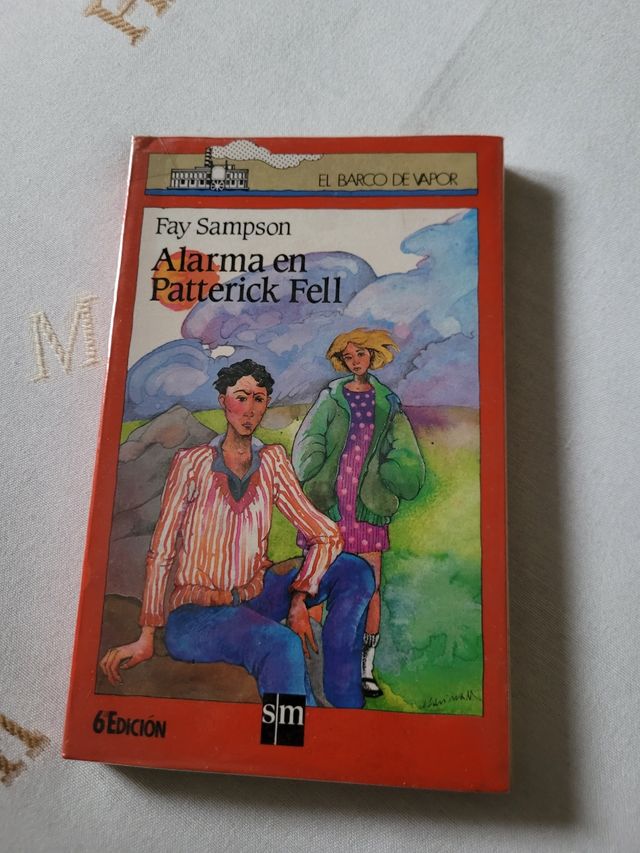 EL BARCO DE VAPOR
Fay Sampson
Alarma en
Patterick Fell
6ª EDICIÓN
sm
M